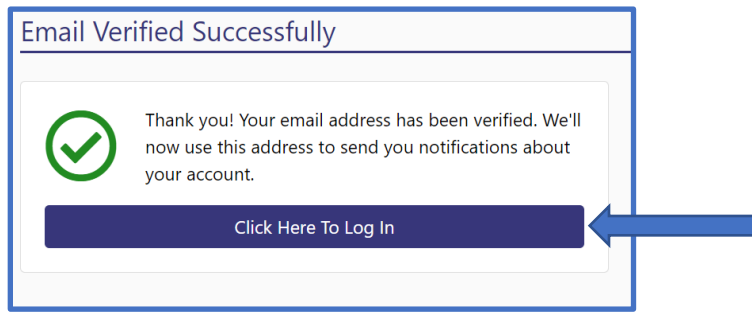 Email Verified Successfully
Thank you! Your email address has been verified. We'll
now use this address to send you notifications about
your account.
Click Here To Log In